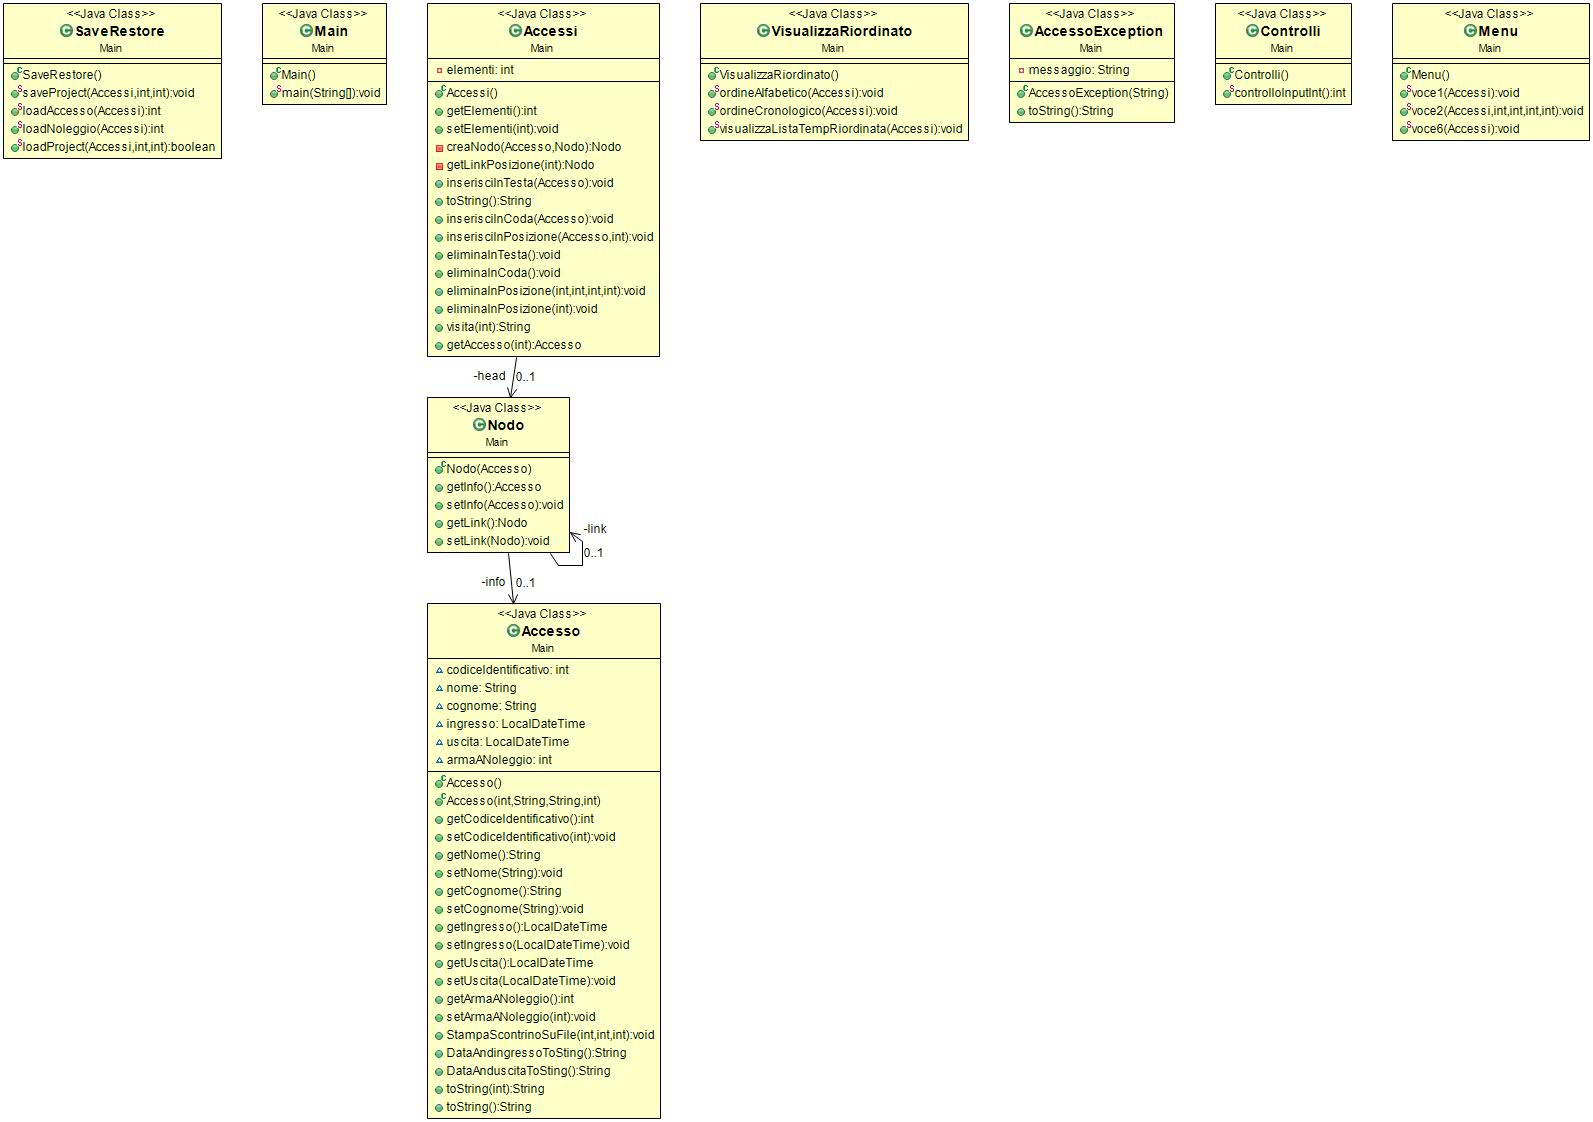 <<Java Class>>
SaveRestore
Main
SaveRestore()
saveProject(Accessi,int,int):void
loadAccesso(Accessi):int
loadNoleggio(Accessi):int
loadProject(Accessi,int,int):boolean
<<Java Class>>
Main
Main
Main()
main(String[]):void
<<Java Class>>
Accessi
Main
elementi: int
Accessi()
getElementi():int
setElementi(int):void
creaNodo(Accesso,Nodo):Nodo
getLinkPosizione(int):Nodo
inserisciInTesta(Accesso):void
toString():String
inserisciInCoda(Accesso):void
inserisciInPosizione(Accesso,int):void
eliminaInTesta():void
eliminaInCoda():void
eliminaInPosizione(int,int,int,int):void
eliminaInPosizione(int):void
visita(int):String
getAccesso(int):Accesso
<<Java Class>>
VisualizzaRiordinato
Main
VisualizzaRiordinato()
ordineAlfabetico(Accessi):void
ordineCronologico(Accessi):void
visualizzaListaTempRiordinata(Accessi):void
<<Java Class>>
AccessoException
Main
messaggio: String
AccessoException(String)
toString():String
<<Java Class>>
Controlli
Main
Controlli()
controlloInputInt():int
<<Java Class>>
Menu
Main
Menu()
voce1(Accessi):void
voce2(Accessi,int,int,int,int):void
voce6(Accessi):void
-head 0..1
<<Java Class>>
Nodo
Main
Nodo(Accesso)
getInfo():Accesso
setInfo(Accesso):void
getLink():Nodo
setLink(Nodo):void
-link
0..1
-info 0..1
<<Java Class>>
Accesso
Main
codiceIdentificativo: int
nome: String
cognome: String
ingresso: LocalDateTime
uscita: LocalDateTime
armaANoleggio: int
Accesso()
Accesso(int,String,String,int)
getCodiceIdentificativo():int
setCodiceIdentificativo(int):void
getNome():String
setNome(String):void
getCognome():String
setCognome(String):void
getIngresso():LocalDateTime
setIngresso(LocalDateTime):void
getUscita():LocalDateTime
setUscita(LocalDateTime):void
getArmaANoleggio():int
setArmaANoleggio(int):void
StampaScontrinoSuFile(int,int,int):void
DataAndingressoToSting():String
DataAnduscitaToSting():String
toString(int):String
toString():String